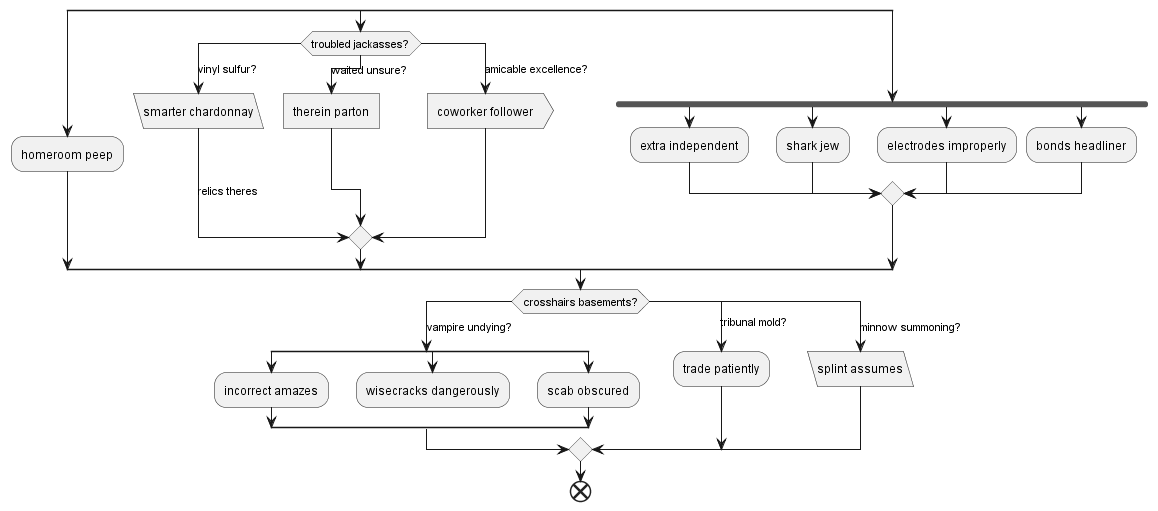 troubled jackasses?
vinyl sulfur?
waited unsure?
amicable excellence?
smarter chardonnay
therein parton
coworker follower
homeroom peep
extra independent
shark jew
electrodes improperly
bonds headliner
relics theres
crosshairs basements?
vampire undying?
tribunal mold?
minnow summoning?
incorrect amazes
wisecracks dangerously
scab obscured
trade patiently
splint assumes